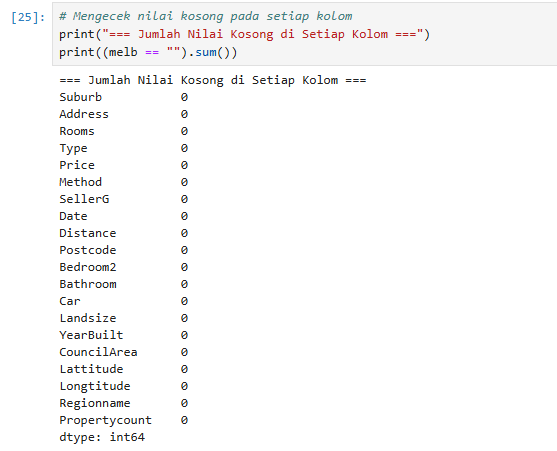 [25]: # Mengecek nilai kosong pada setiap kolom
print("=== Jumlah Nilai Kosong di Setiap Kolom ===")
print((melb == "").sum())
=== Jumlah Nilai Kosong di Setiap Kolom ===
Suburb 0
Address 0
Rooms 0
Type 0
Price 0
Method 0
SellerG 0
Date 0
Distance 0
Postcode 0
Bedroom2 0
Bathroom 0
Car 0
Landsize 0
YearBuilt 0
CouncilArea 0
Lattitude 0
Longtitude 0
Regionname 0
Propertycount 0
dtype: int64